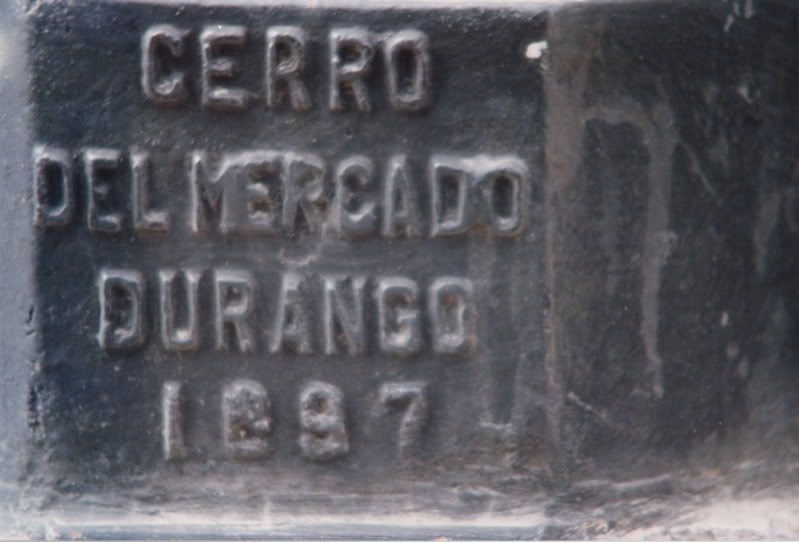 CERRO
DEL MERCADO
DURANGO
1897